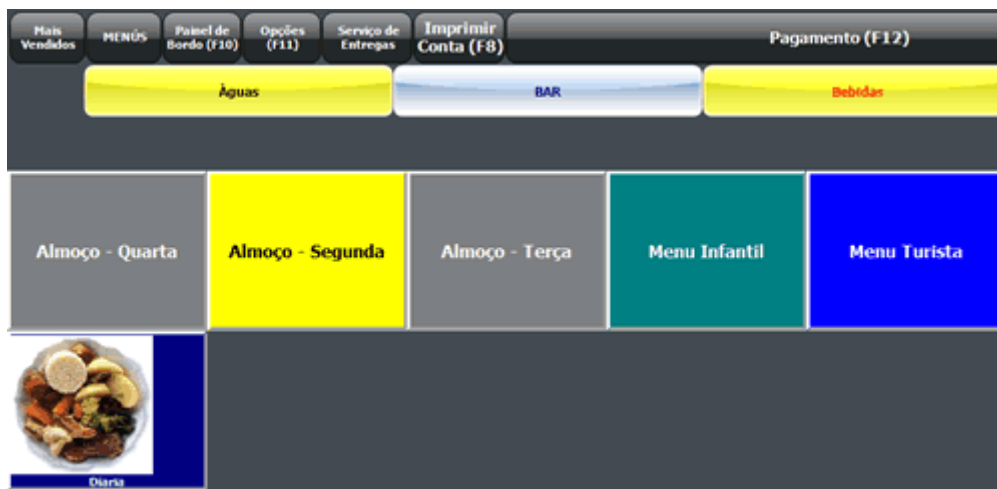 Mais
Vendidos
MENÚS
Painel de
Bordo (F10)
Opções
(F11)
Serviço de
Entregas
Imprimir
Conta (F8)
Pagamento (F12)
Àguas
BAR
Bebidas
Almoço - Quarta
Almoço - Segunda
Almoço - Terça
Menu Infantil
Menu Turista
Diaria